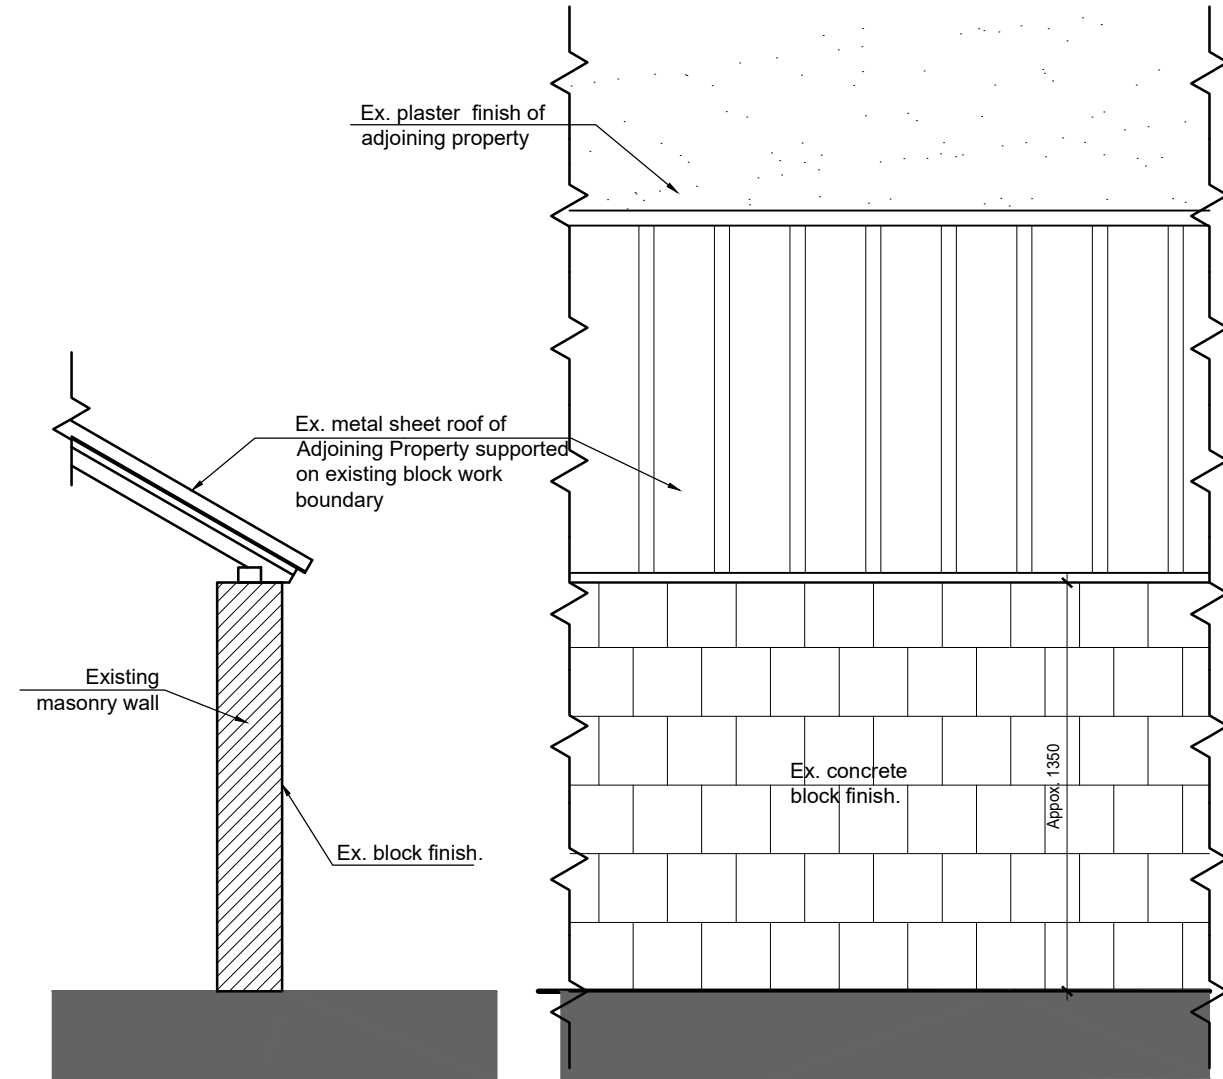 Ex. plaster finish of
adjoining property
Ex. metal sheet roof of
Adjoining Property supported
on existing block work
boundary
Existing
masonry wall
Ex. concrete
block finish.
Appox. 1350
Ex. block finish.